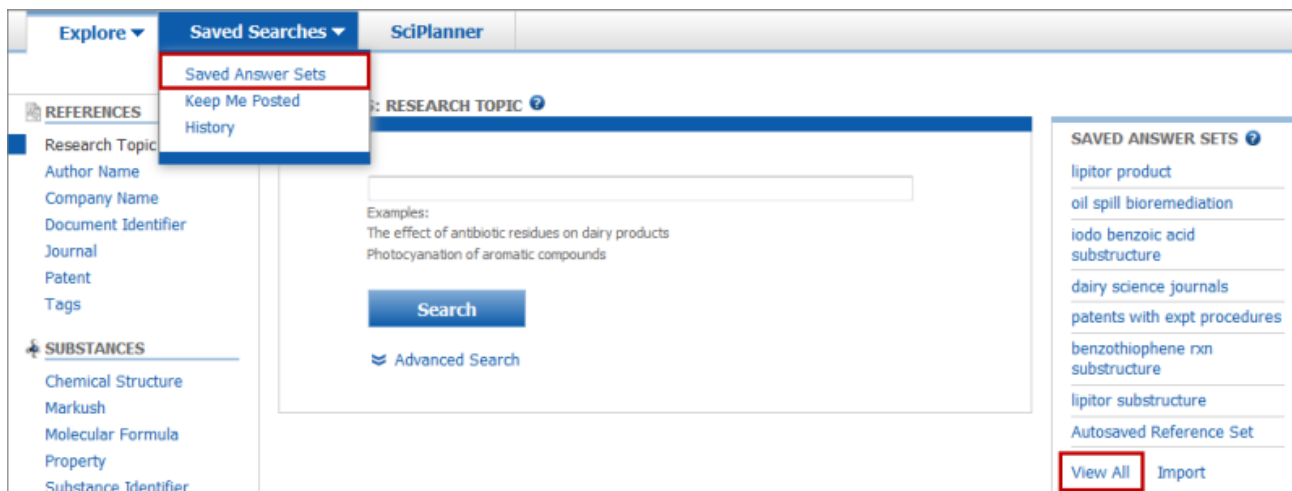 Explore Saved Searches SciPlanner
Saved Answer Sets
Keep Me Posted
History
REFERENCES
Research Topic
Author Name
Company Name
Document Identifier
Journal
Patent
Tags
SUBSTANCES
Chemical Structure
Markush
Molecular Formula
Property
Substance Identifier
: RESEARCH TOPIC ?
Examples:
The effect of antibiotic residues on dairy products
Photocyanation of aromatic compounds
Search
Advanced Search
SAVED ANSWER SETS ?
lipitor product
oil spill bioremediation
iodo benzoic acid
substructure
dairy science journals
patents with expt procedures
benzothiophene rxn
substructure
lipitor substructure
Autosaved Reference Set
View All Import